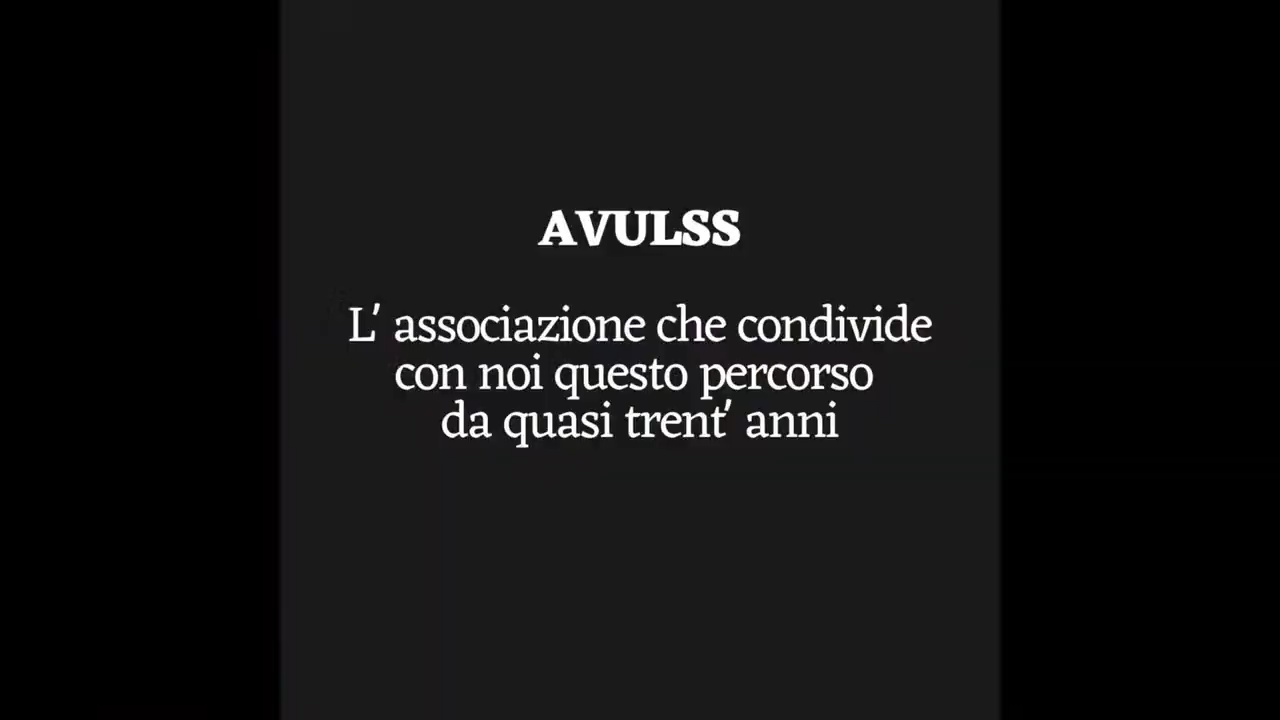 AVULSS
L' associazione che condivide
con noi questo percorso
da quasi trent' anni